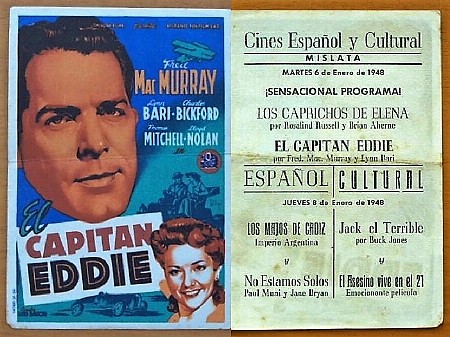 Fred
MAC MURRAY
Lynn Charles
BARI-BICKFORD
Thomas Lloyd
MITCHELL-NOLAN
in
El
CAPITAN
EDDIE
Cines Español y Cultural
MISLATA
MARTES 6 de Enero de 1948
¡SENSACIONAL PROGRAMA!
LOS CAPRICHOS DE ELENA
por Rosalind Russell y Brian Aherne
EL CAPITAN EDDIE
por Fred. Mac. Murray y Lynn Bari
ESPAÑOL CULTURAL
JUEVES 8 de Enero de 1948
LOS MAJOS DE CADIZ
Imperio Argentina
y
No Estamos Solos
Paul Muni y Jane Bryan
Jack el Terrible
por Buck Jones
y
El Asesino vive en el 21
Emocionante película